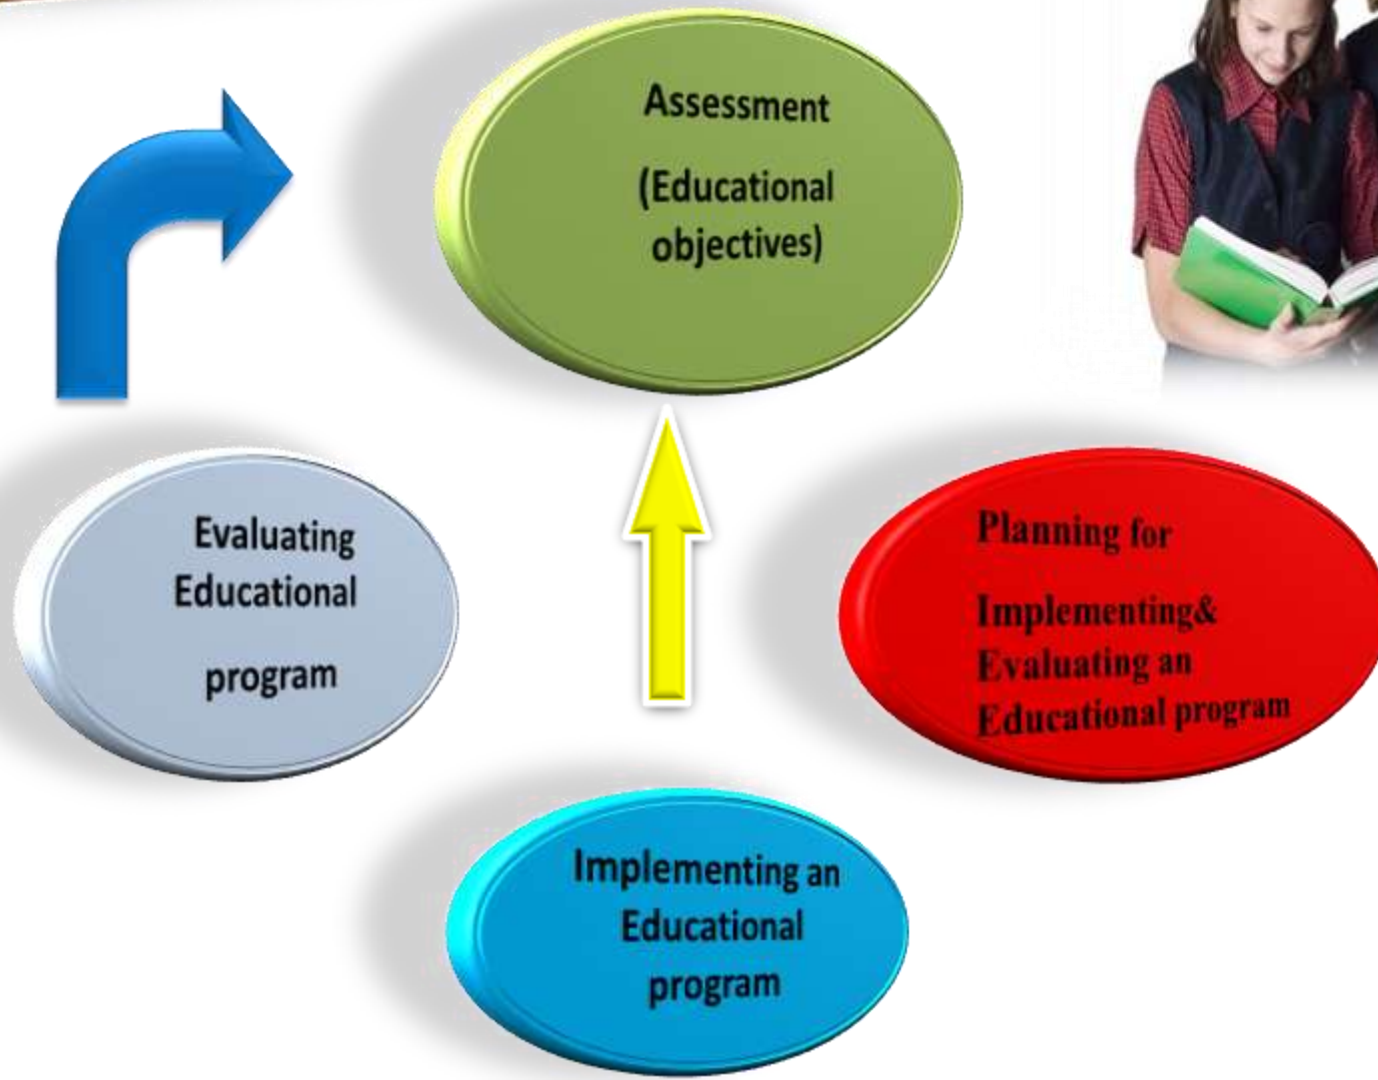 Assessment
(Educational
objectives)
Evaluating
Educational
program
Planning for
Implementing&
Evaluating an
Educational program
Implementing an
Educational
program